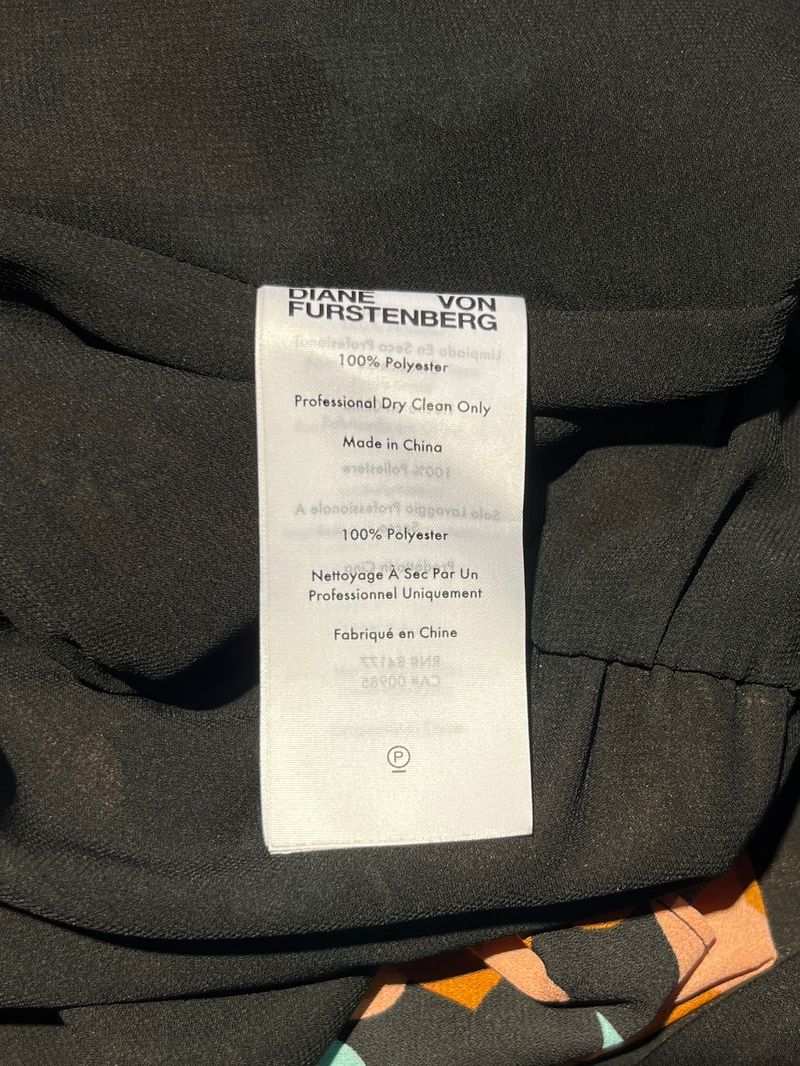 DIANE VON
FURSTENBERG
100% Polyester
Professional Dry Clean Only
Made in China
100% Polyester
Nettoyage À Sec Par Un
Professionnel Uniquement
Fabriqué en Chine
P